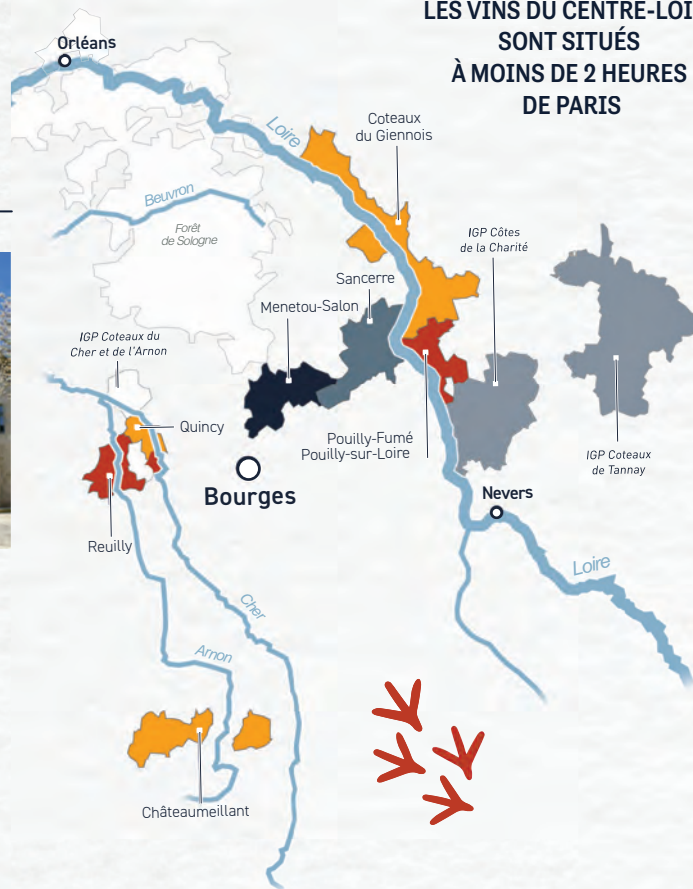 LES VINS DU CENTRE-LOI
SONT SITUÉS
À MOINS DE 2 HEURES
DE PARIS
Orléans
Loire
Coteaux
du Giennois
Beuvron
Forêt
de Sologne
IGP Côtes
de la Charité
Sancerre
Menetou-Salon
IGP Coteaux du
Cher et de l'Arnon
Quincy
Pouilly-Fumé
Pouilly-sur-Loire
IGP Coteaux
de Tannay
Bourges
Nevers
Reuilly
Loire
Cher
Arnon
Châteaumeillant